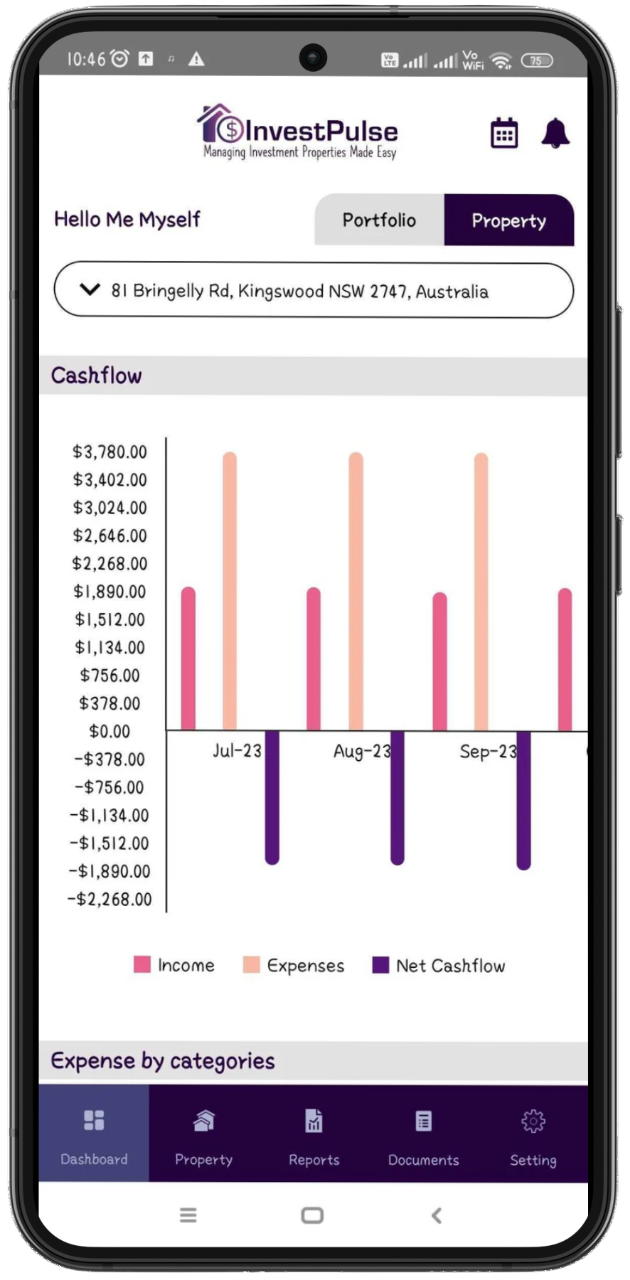 10:46 Vo LTE Vo WiFi 75
InvestPulse
Managing Investment Properties Made Easy
Hello Me Myself Portfolio Property
81 Bringelly Rd, Kingswood NSW 2747, Australia
Cashflow
$3,780.00
$3,402.00
$3,024.00
$2,646.00
$2,268.00
$1,890.00
$1,512.00
$1,134.00
$756.00
$378.00
$0.00
Jul-23 Aug-23 Sep-23
-$378.00
-$756.00
-$1,134.00
-$1,512.00
-$1,890.00
-$2,268.00
Income Expenses Net Cashflow
Expense by categories
Dashboard Property Reports Documents Setting